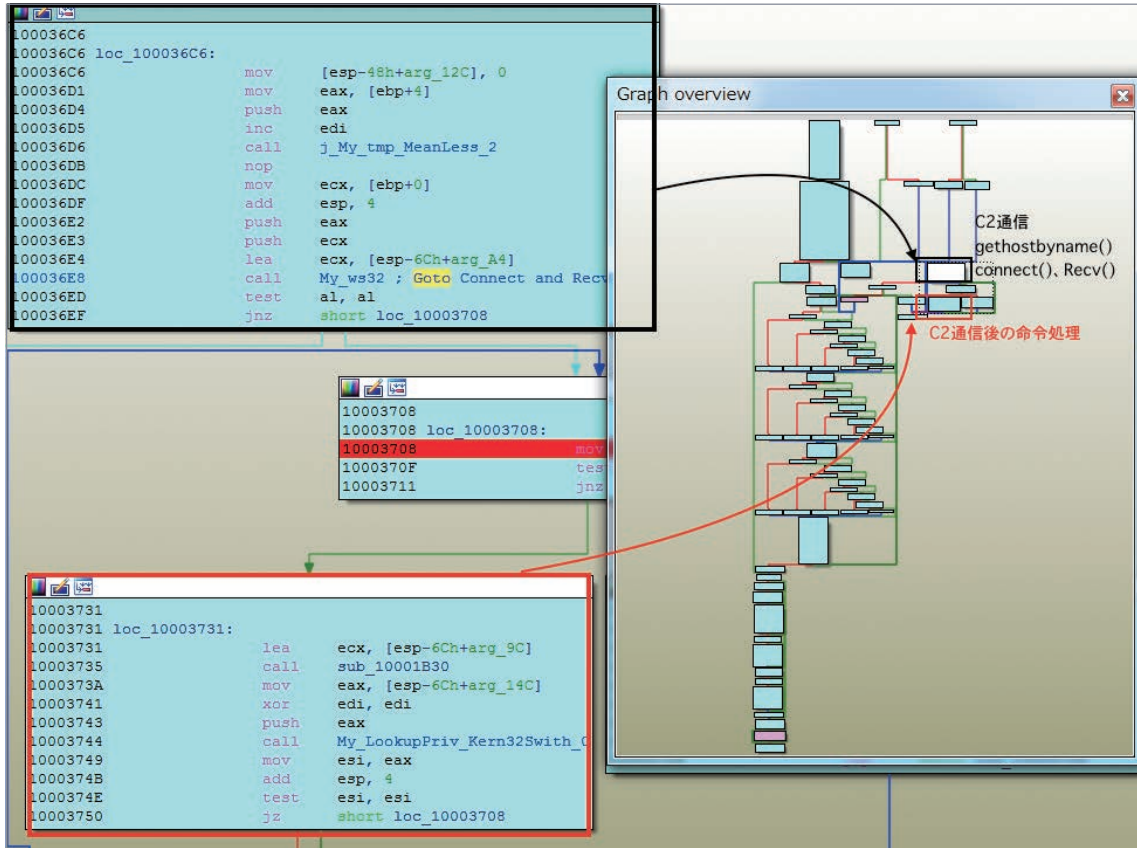 100036C6
100036C6 loc_100036C6:
100036C6 mov [esp-48h+arg_12C], 0
100036D1 mov eax, [ebp+4]
100036D4 push eax
100036D5 inc edi
100036D6 call j_My_tmp_MeanLess_2
100036DB nop
100036DC mov ecx, [ebp+0]
100036DF add esp, 4
100036E2 push eax
100036E3 push ecx
100036E4 lea ecx, [esp-6Ch+arg_A4]
100036E8 call My_ws32 ; Goto Connect and Recv
100036ED test al, al
100036EF jnz short loc_10003708
Graph overview
C2通信
gethostbyname()
connect()、Recv()
C2通信後の命令処理
10003708
10003708 loc_10003708:
10003708 mov
1000370F tes
10003711 jnz
10003731
10003731 loc_10003731:
10003731 lea ecx, [esp-6Ch+arg_9C]
10003735 call sub_10001B30
1000373A mov eax, [esp-6Ch+arg_14C]
10003741 xor edi, edi
10003743 push eax
10003744 call My_LookupPriv_Kern32Swith_0
10003749 mov esi, eax
1000374B add esp, 4
1000374E test esi, esi
10003750 jz short loc_10003708